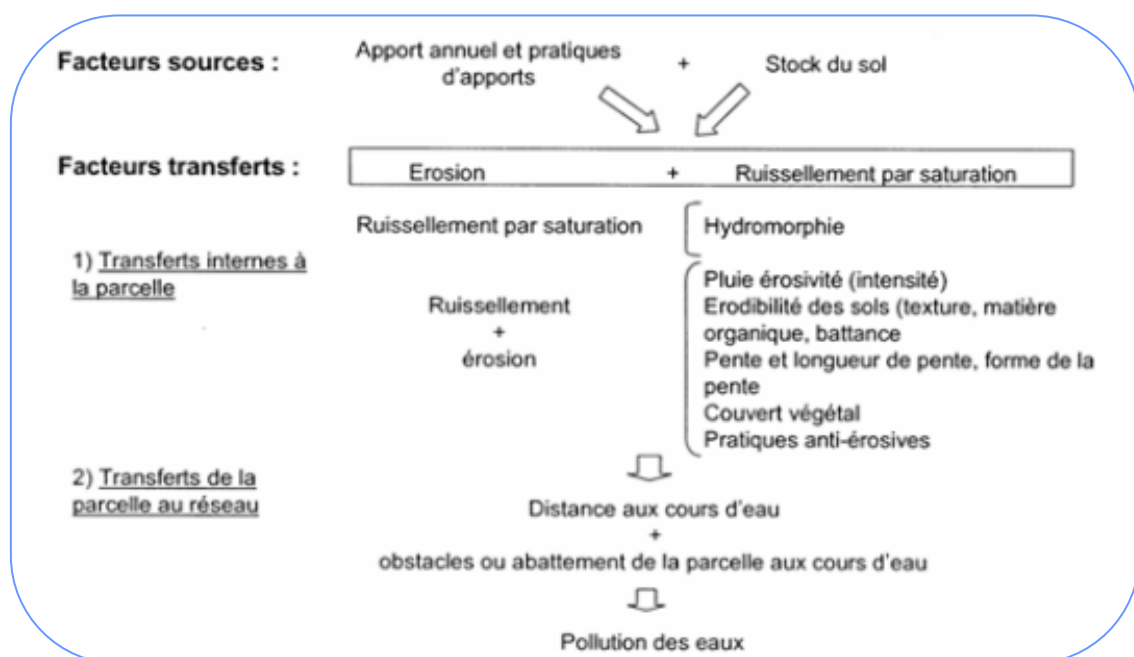 Facteurs sources :
Apport annuel et pratiques
d'apports
+
Stock du sol
Facteurs transferts :
Erosion + Ruissellement par saturation
1) Transferts internes à
la parcelle
Ruissellement par saturation
Hydromorphie
Ruissellement
+
érosion
Pluie érosivité (intensité)
Erodibilité des sols (texture, matière
organique, battance
Pente et longueur de pente, forme de la
pente
Couvert végétal
Pratiques anti-érosives
2) Transferts de la
parcelle au réseau
Distance aux cours d'eau
+
obstacles ou abattement de la parcelle aux cours d'eau
Pollution des eaux